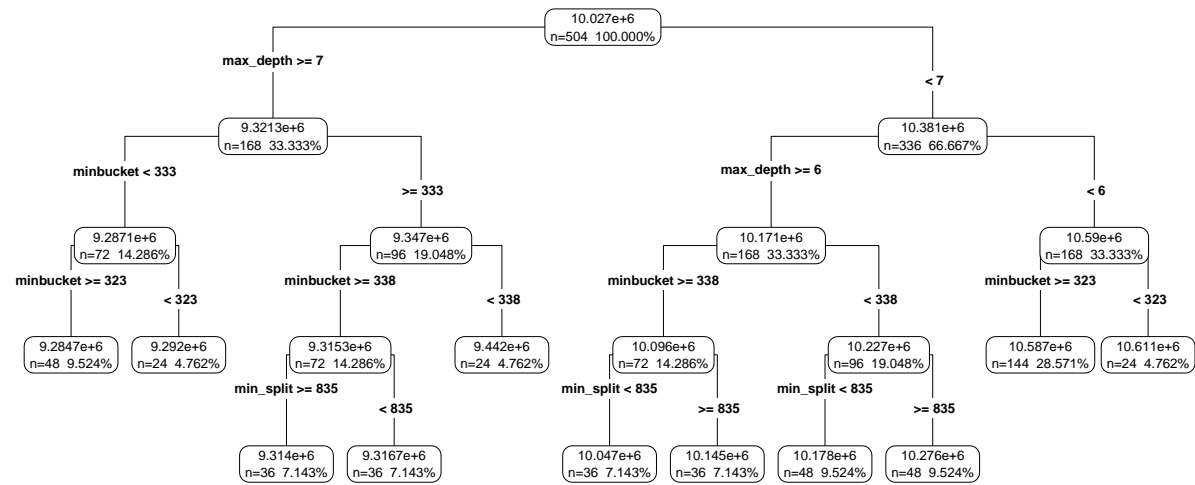 10.027e+6
n=504 100.000%
max_depth >= 7
< 7
9.3213e+6
n=168 33.333%
10.381e+6
n=336 66.667%
minbucket < 333
>= 333
max_depth >= 6
< 6
9.2871e+6
n=72 14.286%
9.347e+6
n=96 19.048%
10.171e+6
n=168 33.333%
10.59e+6
n=168 33.333%
minbucket >= 323
< 323
minbucket >= 338
< 338
minbucket >= 338
< 338
minbucket >= 323
< 323
9.2847e+6
n=48 9.524%
9.292e+6
n=24 4.762%
9.3153e+6
n=72 14.286%
9.442e+6
n=24 4.762%
10.096e+6
n=72 14.286%
10.227e+6
n=96 19.048%
10.587e+6
n=144 28.571%
10.611e+6
n=24 4.762%
min_split >= 835
< 835
min_split < 835
>= 835
min_split < 835
>= 835
9.314e+6
n=36 7.143%
9.3167e+6
n=36 7.143%
10.047e+6
n=36 7.143%
10.145e+6
n=36 7.143%
10.178e+6
n=48 9.524%
10.276e+6
n=48 9.524%